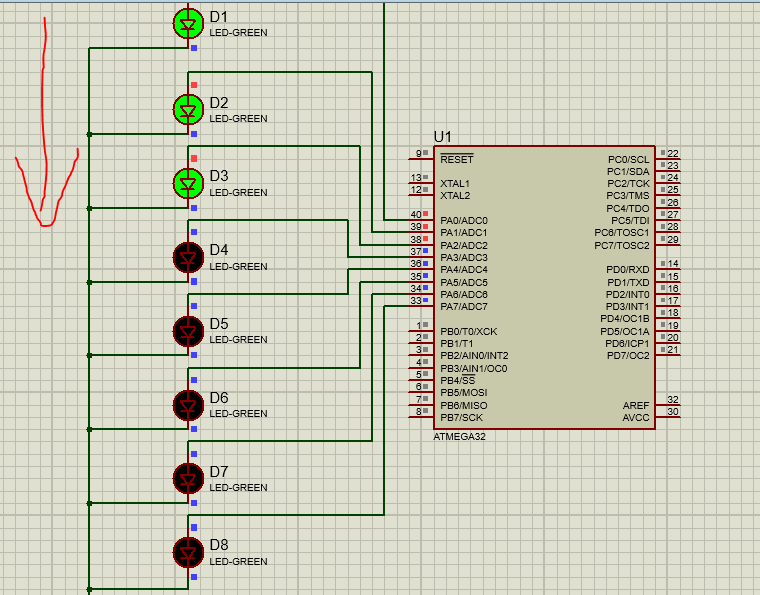 D1
LED-GREEN
D2
LED-GREEN
D3
LED-GREEN
D4
LED-GREEN
D5
LED-GREEN
D6
LED-GREEN
D7
LED-GREEN
D8
LED-GREEN
U1
9 RESET
13 XTAL1
12 XTAL2
40 PA0/ADC0
39 PA1/ADC1
38 PA2/ADC2
37 PA3/ADC3
36 PA4/ADC4
35 PA5/ADC5
34 PA6/ADC6
33 PA7/ADC7
1 PB0/T0/XCK
2 PB1/T1
3 PB2/AIN0/INT2
4 PB3/AIN1/OC0
5 PB4/SS
6 PB5/MOSI
7 PB6/MISO
8 PB7/SCK
PC0/SCL 22
PC1/SDA 23
PC2/TCK 24
PC3/TMS 25
PC4/TDO 26
PC5/TDI 27
PC6/TOSC1 28
PC7/TOSC2 29
PD0/RXD 14
PD1/TXD 15
PD2/INT0 16
PD3/INT1 17
PD4/OC1B 18
PD5/OC1A 19
PD6/ICP1 20
PD7/OC2 21
AREF 32
AVCC 30
ATMEGA32